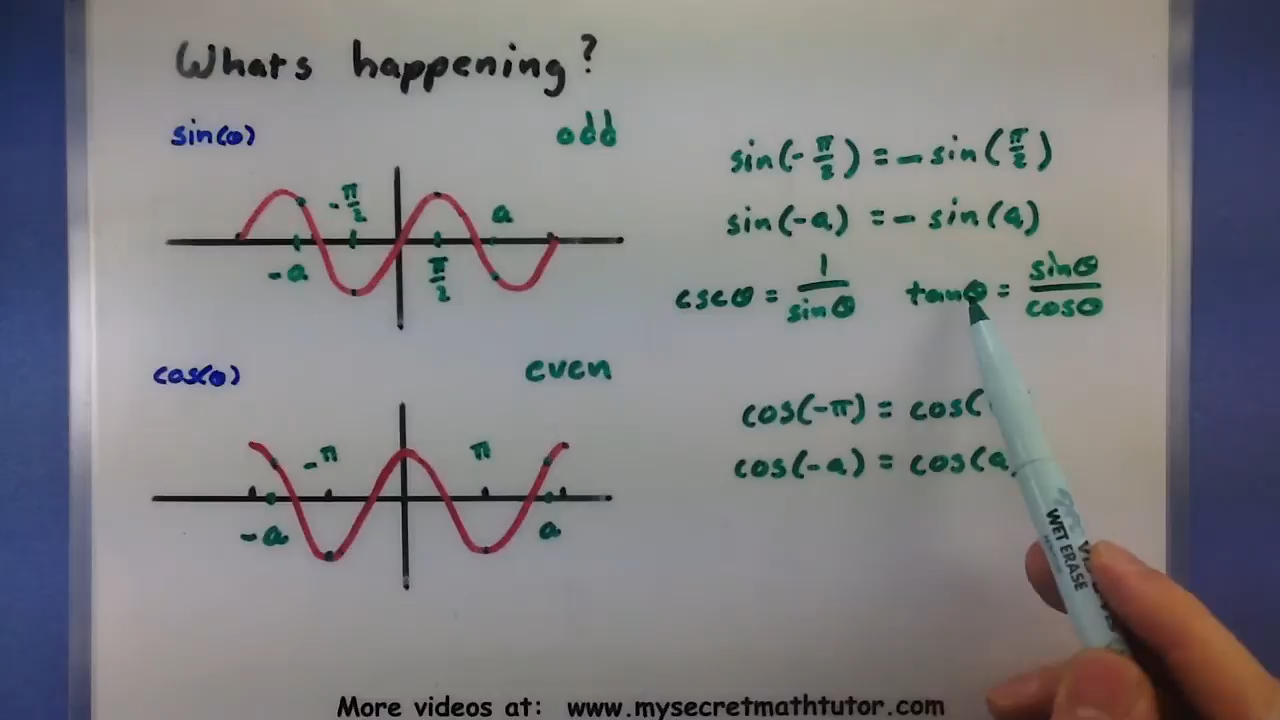 Whats happening?
sin(θ)
odd
-π/2
a
-a
π/2
sin(-π/2) = -sin(π/2)
sin(-a) = -sin(a)
cscθ = 1/sinθ
tanθ = sinθ/cosθ
cos(θ)
even
-π
π
-a
a
cos(-π) = cos(
cos(-a) = cos(a)
WET ERASE
More videos at: www.mysecretmathtutor.com